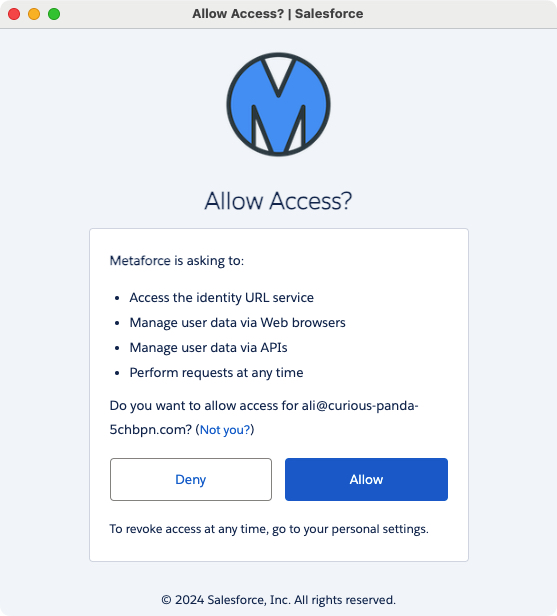 Allow Access? | Salesforce
M
Allow Access?
Metaforce is asking to:
• Access the identity URL service
• Manage user data via Web browsers
• Manage user data via APIs
• Perform requests at any time
Do you want to allow access for ali@curious-panda-
5chbpn.com? (Not you?)
Deny
Allow
To revoke access at any time, go to your personal settings.
© 2024 Salesforce, Inc. All rights reserved.